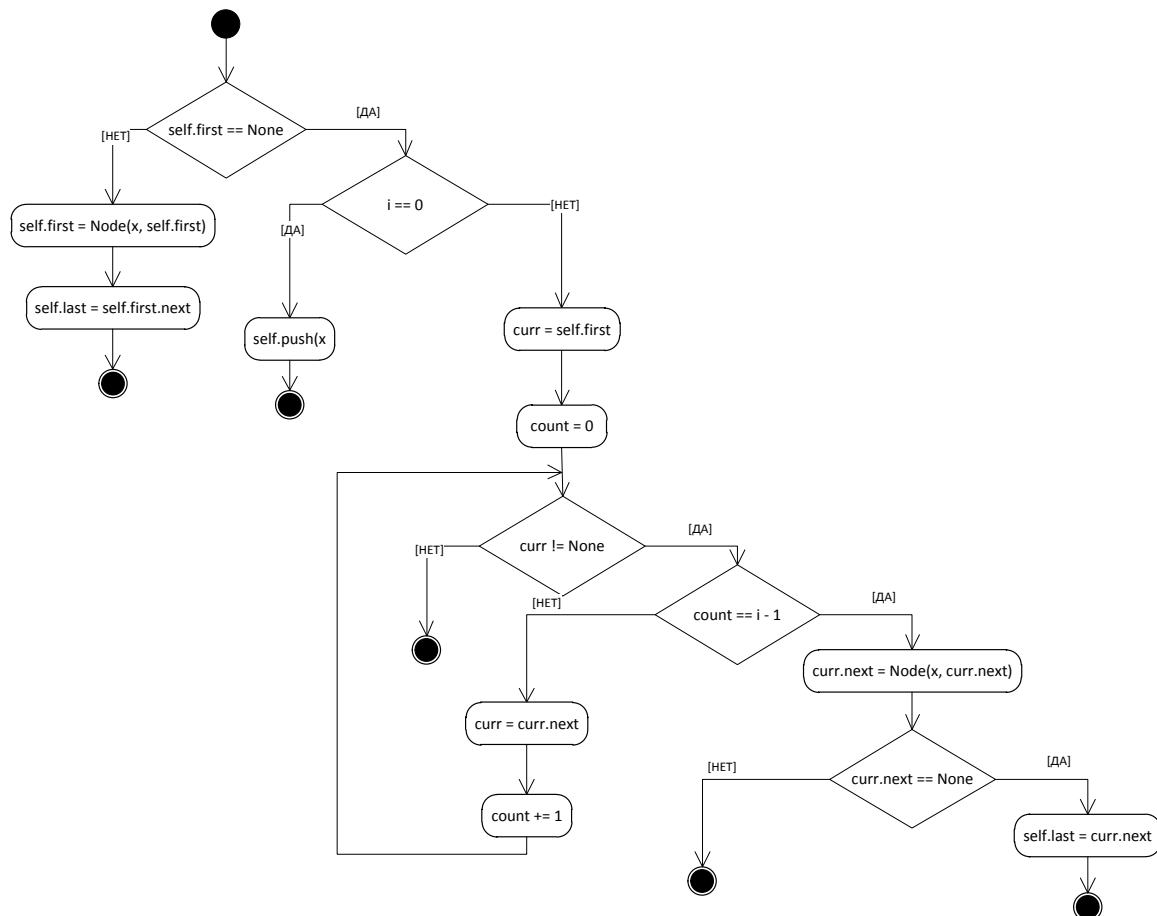 self.first == None
[ДА]
[НЕТ]
i == 0
self.first = Node(x, self.first)
[ДА]
[НЕТ]
self.last = self.first.next
self.push(x
curr = self.first
count = 0
curr != None
[НЕТ]
[ДА]
count == i - 1
[НЕТ]
[ДА]
curr.next = Node(x, curr.next)
curr = curr.next
count += 1
curr.next == None
[НЕТ]
[ДА]
self.last = curr.next